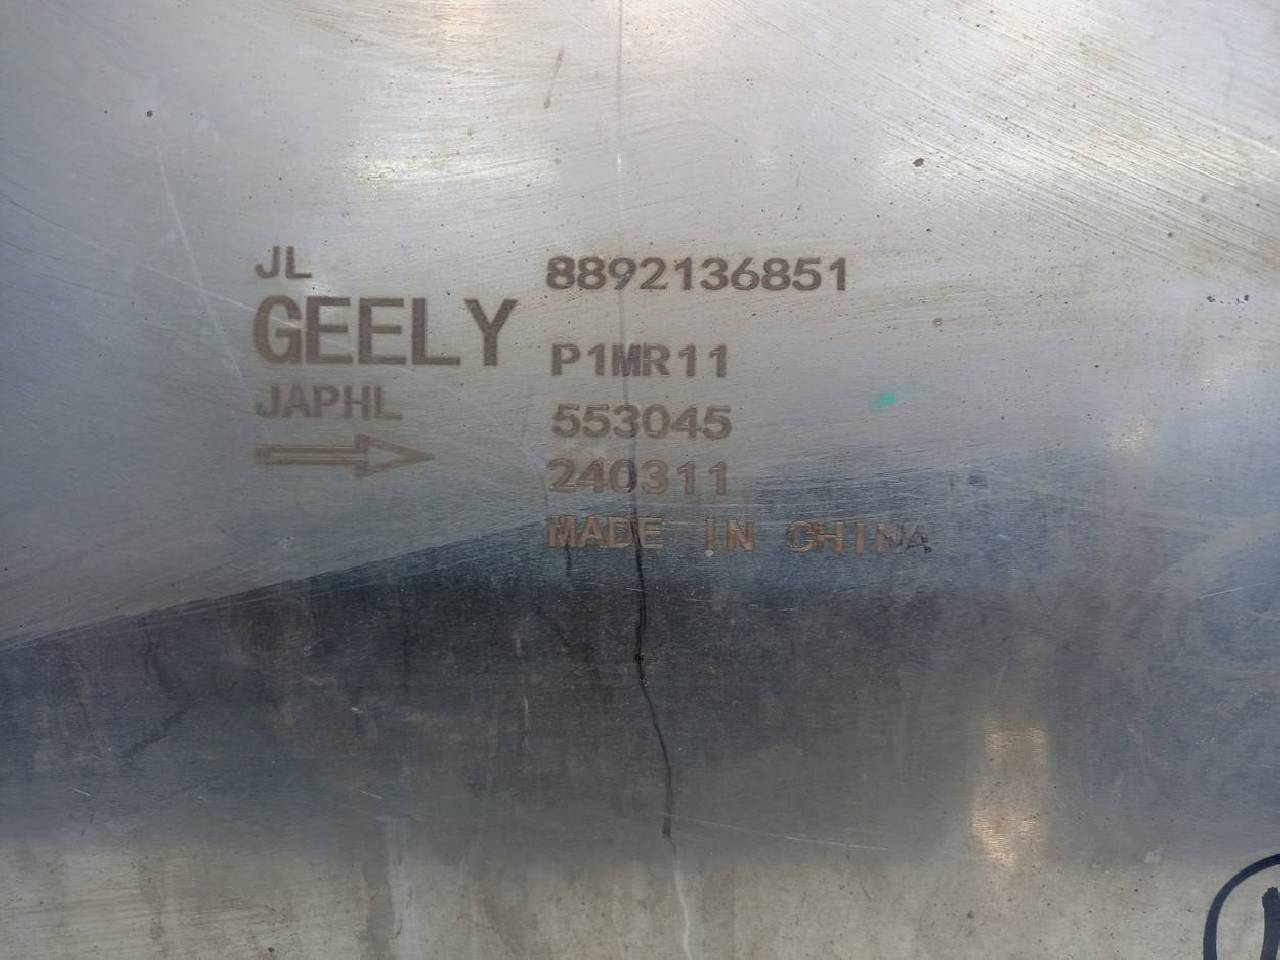 JL
GEELY
JAPHL
8892136851
P1MR11
553045
240311
MADE IN CHINA